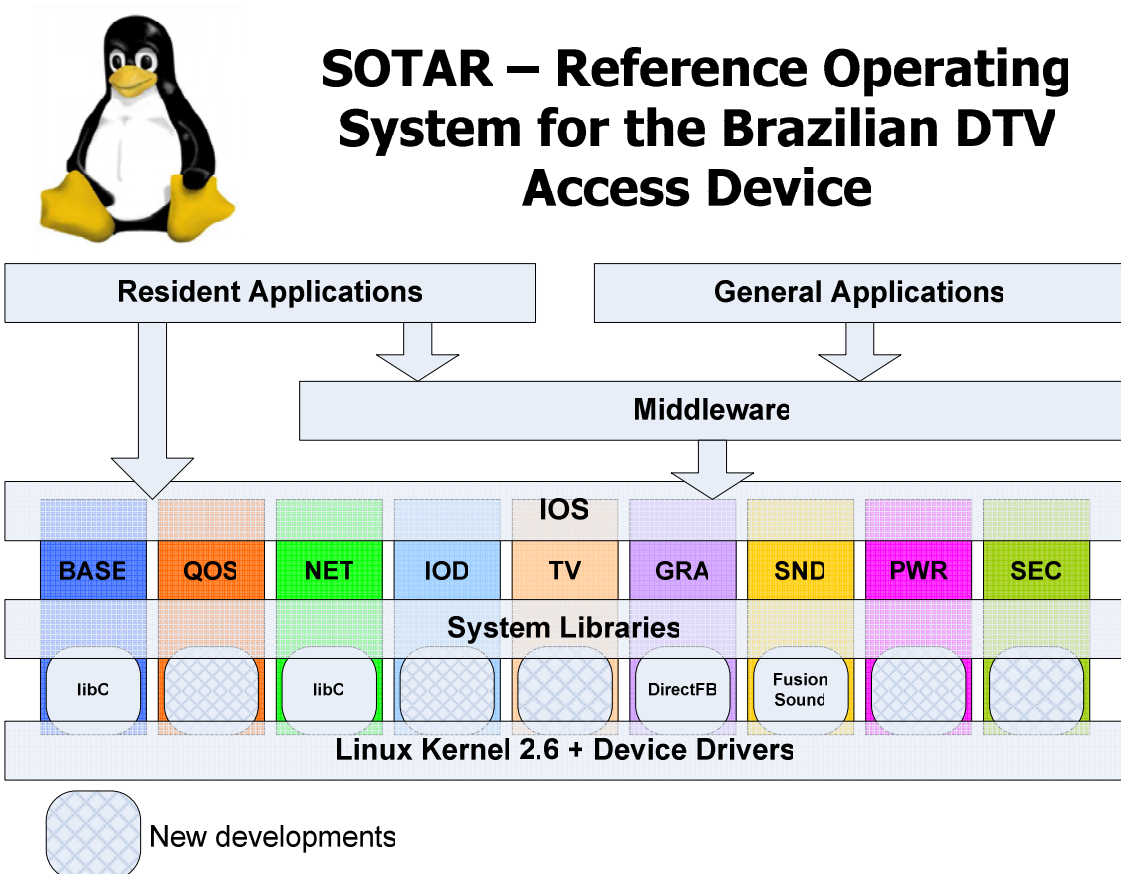 SOTAR – Reference Operating
System for the Brazilian DTV
Access Device
Resident Applications
General Applications
Middleware
IOS
BASE
QOS
NET
IOD
TV
GRA
SND
PWR
SEC
System Libraries
libC
libC
DirectFB
Fusion
Sound
Linux Kernel 2.6 + Device Drivers
New developments